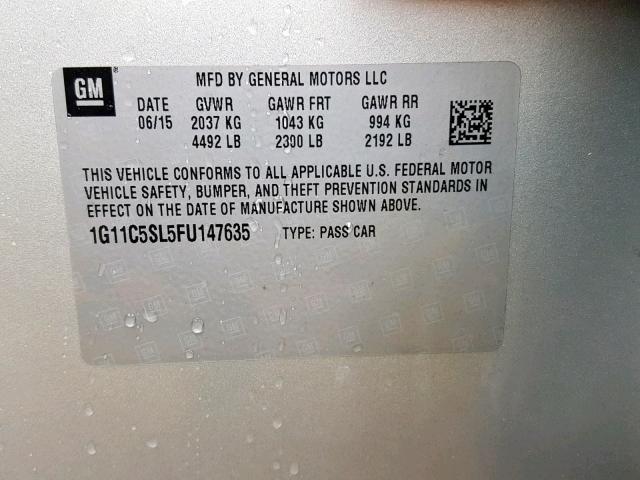 GM
MFD BY GENERAL MOTORS LLC
DATE GVWR GAWR FRT GAWR RR
06/15 2037 KG 1043 KG 994 KG
4492 LB 2300 LB 2192 LB
THIS VEHICLE CONFORMS TO ALL APPLICABLE U.S. FEDERAL MOTOR
VEHICLE SAFETY, BUMPER, AND THEFT PREVENTION STANDARDS IN
EFFECT ON THE DATE OF MANUFACTURE SHOWN ABOVE.
1G11C5SL5FU147635 TYPE: PASS CAR